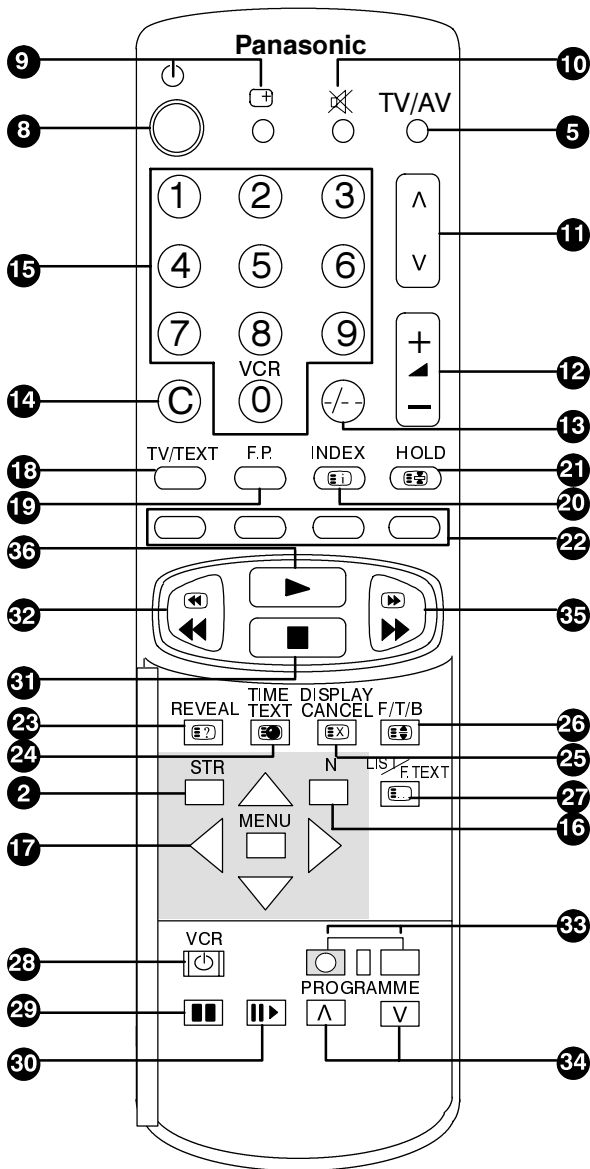 Panasonic
9
10
TV/AV
8
5
1 2 3
11
15
4 5 6
7 8 9
+
12
VCR
14
C 0 -/--
−
13
TV/TEXT F.P. INDEX HOLD
18
21
i
19
20
22
36
32
35
31
TIME DISPLAY
REVEAL TEXT CANCEL F/T/B
23
? X
26
24
25
STR N LIST/F.TEXT
2
27
MENU
16
17
33
VCR
28
PROGRAMME
29
30
34